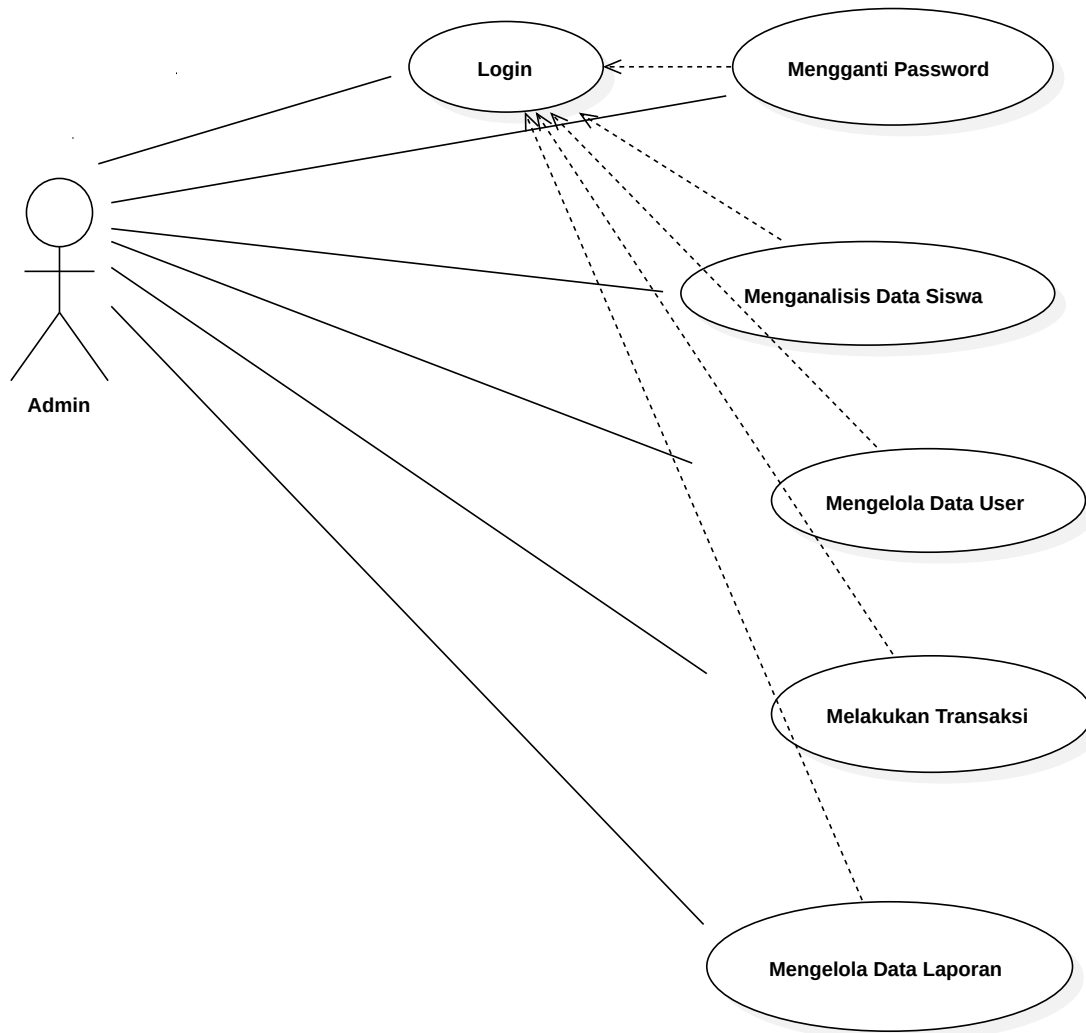 Login
Mengganti Password
Menganalisis Data Siswa
Admin
Mengelola Data User
Melakukan Transaksi
Mengelola Data Laporan